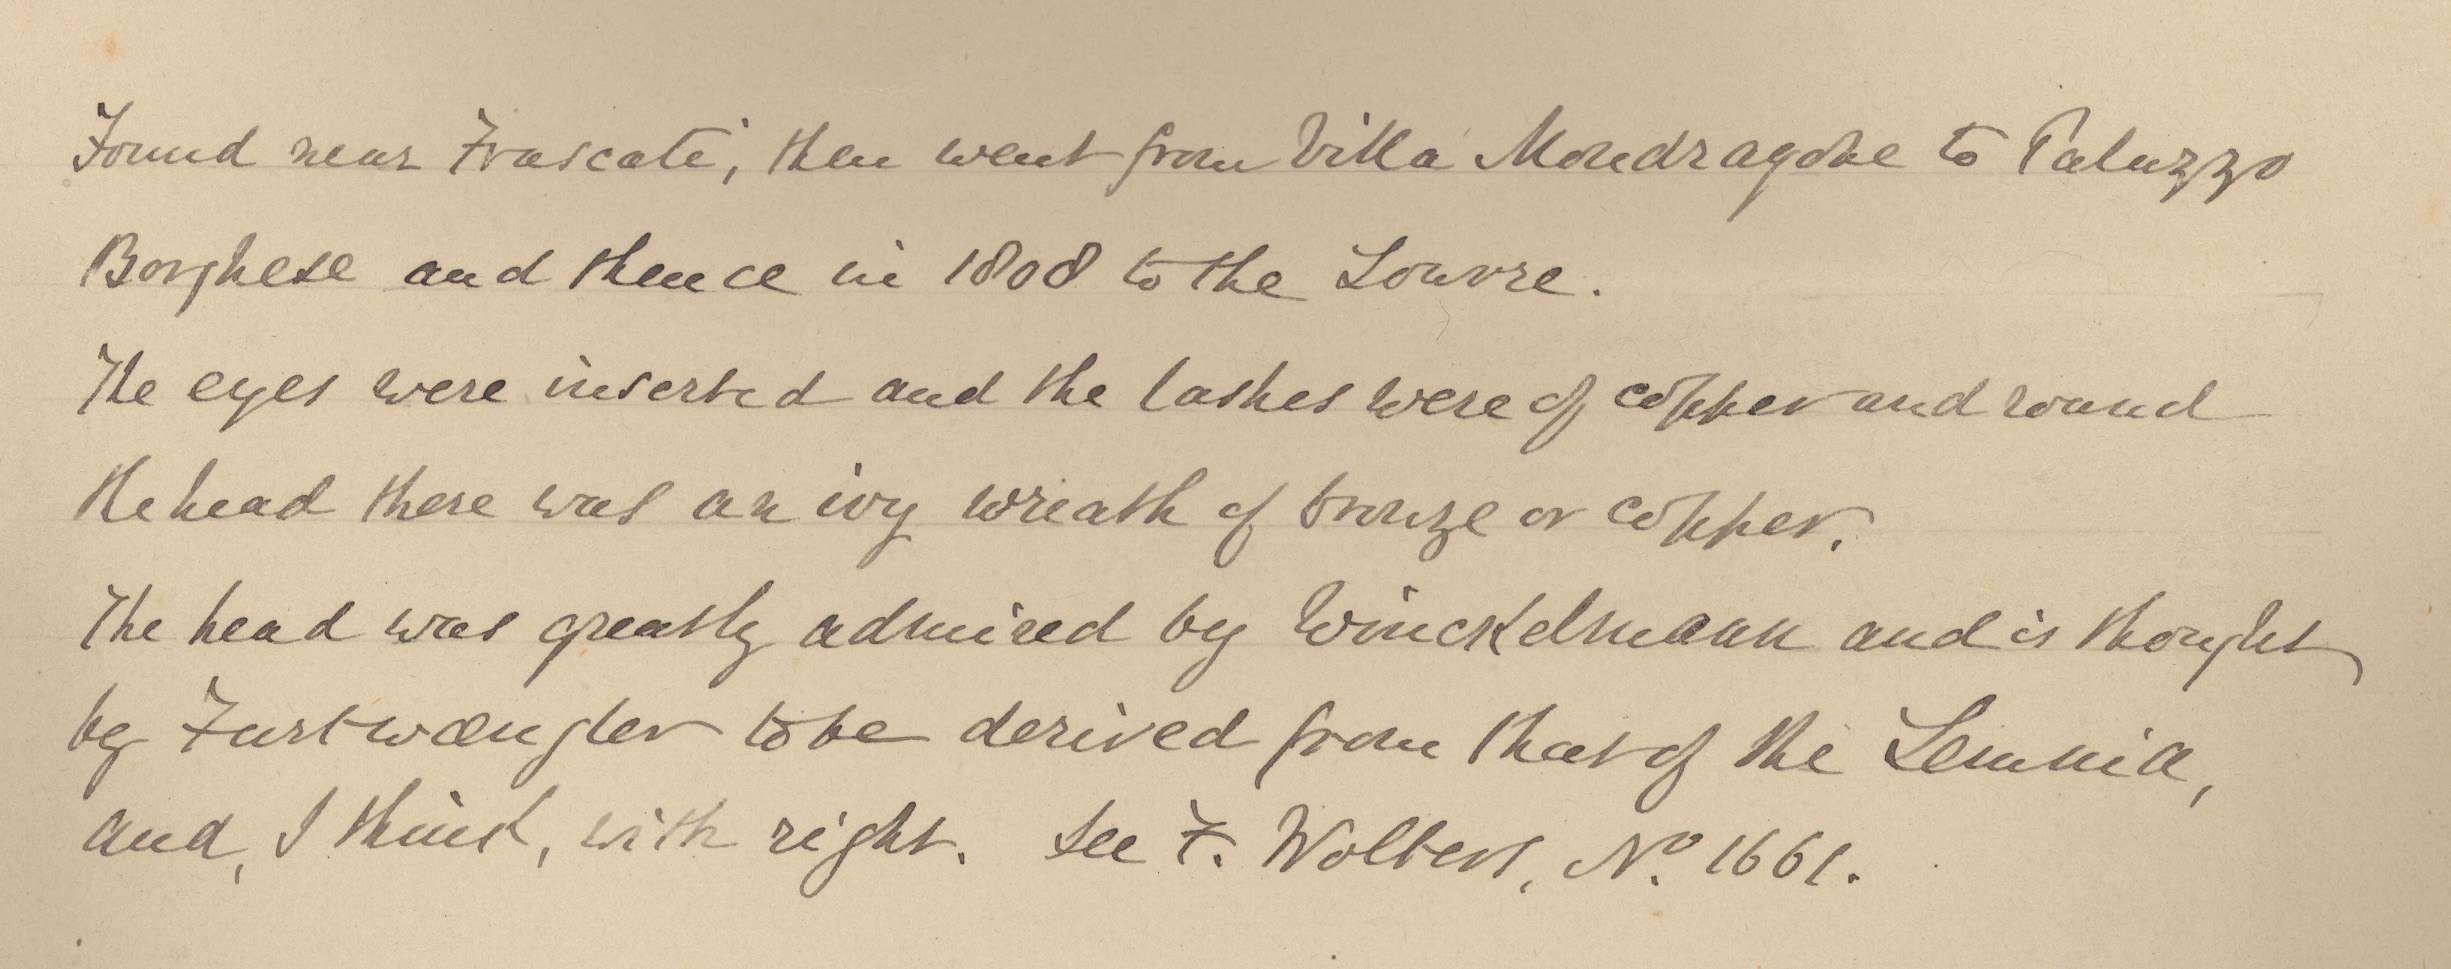 Found near Frascati, then went from Villa Mondragone to Palazzo
Borghese and thence in 1808 to the Louvre.
The eyes were inserted and the lashes were of copper and round
the head there was an ivy wreath of bronze or copper.
The head was greatly admired by Winckelmann and is thought
by Furtwængler to be derived from that of the Lemnia,
and, I think, with right. See F. Wolters, No. 1661.